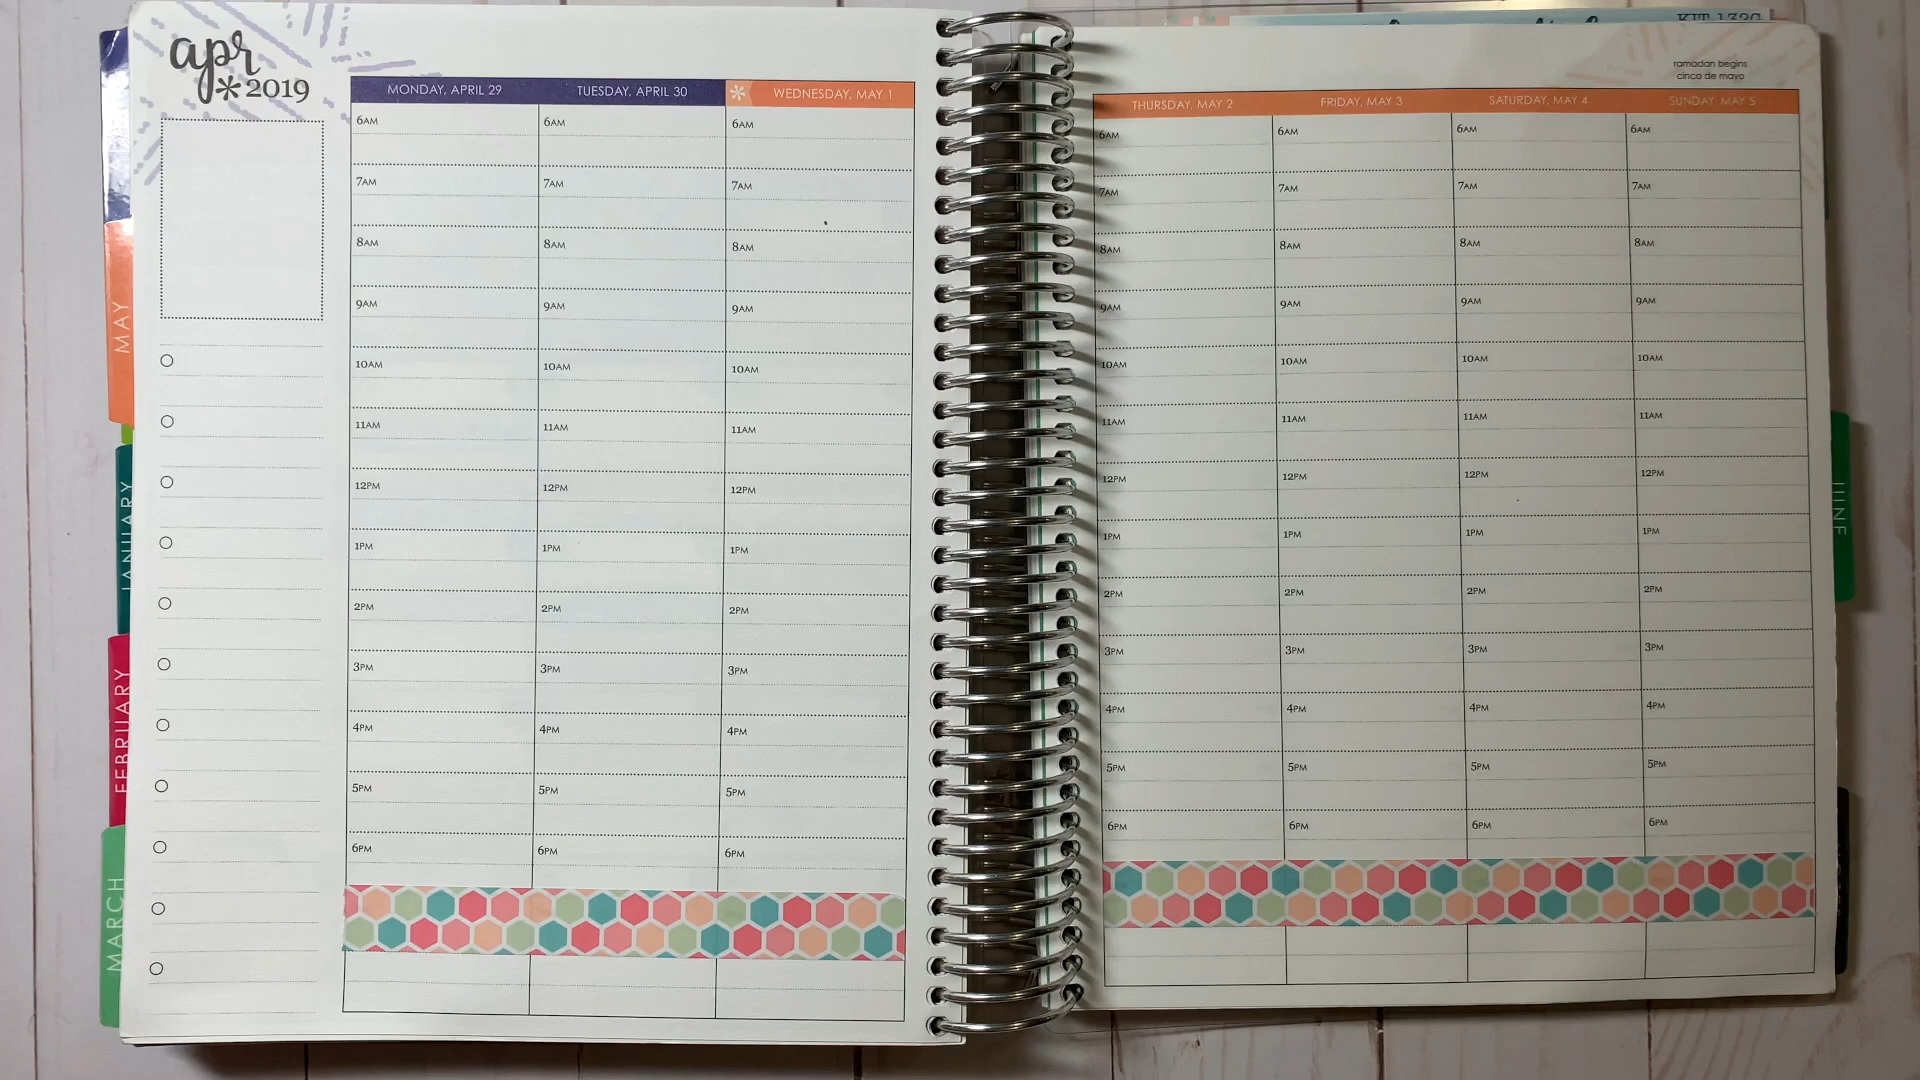 apr
*2019
MONDAY, APRIL 29 TUESDAY, APRIL 30 WEDNESDAY, MAY 1
6AM 6AM 6AM
7AM 7AM 7AM
8AM 8AM 8AM
9AM 9AM 9AM
10AM 10AM 10AM
11AM 11AM 11AM
12PM 12PM 12PM
1PM 1PM 1PM
2PM 2PM 2PM
3PM 3PM 3PM
4PM 4PM 4PM
5PM 5PM 5PM
6PM 6PM 6PM
MAY
JANUARY
FEBRUARY
MARCH
ramadan begins
cinco de mayo
THURSDAY, MAY 2 FRIDAY, MAY 3 SATURDAY, MAY 4 SUNDAY MAY 5
6AM 6AM 6AM 6AM
7AM 7AM 7AM 7AM
8AM 8AM 8AM 8AM
9AM 9AM 9AM 9AM
10AM 10AM 10AM 10AM
11AM 11AM 11AM 11AM
12PM 12PM 12PM 12PM
1PM 1PM 1PM 1PM
2PM 2PM 2PM 2PM
3PM 3PM 3PM 3PM
4PM 4PM 4PM 4PM
5PM 5PM 5PM 5PM
6PM 6PM 6PM 6PM
JUNE